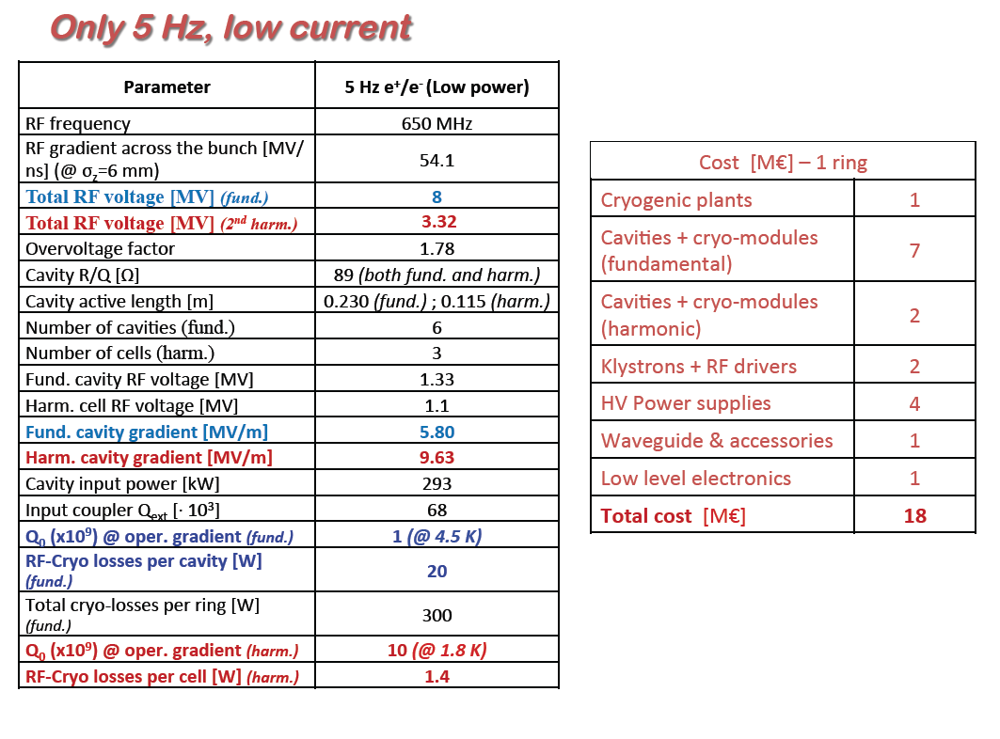 Only 5 Hz, low current
Parameter	5 Hz e⁺/e⁻ (Low power)
RF frequency	650 MHz
RF gradient across the bunch [MV/
ns] (@ σz=6 mm)	54.1
Total RF voltage [MV] (fund.)	8
Total RF voltage [MV] (2nd harm.)	3.32
Overvoltage factor	1.78
Cavity R/Q [Ω]	89 (both fund. and harm.)
Cavity active length [m]	0.230 (fund.) ; 0.115 (harm.)
Number of cavities (fund.)	6
Number of cells (harm.)	3
Fund. cavity RF voltage [MV]	1.33
Harm. cell RF voltage [MV]	1.1
Fund. cavity gradient [MV/m]	5.80
Harm. cavity gradient [MV/m]	9.63
Cavity input power [kW]	293
Input coupler Qext [· 10³]	68
Q₀ (x10⁹) @ oper. gradient (fund.)	1 (@ 4.5 K)
RF-Cryo losses per cavity [W]
(fund.)	20
Total cryo-losses per ring [W]
(fund.)	300
Q₀ (x10⁹) @ oper. gradient (harm.)	10 (@ 1.8 K)
RF-Cryo losses per cell [W] (harm.)	1.4
Cost [M€] – 1 ring
Cryogenic plants	1
Cavities + cryo-modules
(fundamental)	7
Cavities + cryo-modules
(harmonic)	2
Klystrons + RF drivers	2
HV Power supplies	4
Waveguide & accessories	1
Low level electronics	1
Total cost [M€]	18